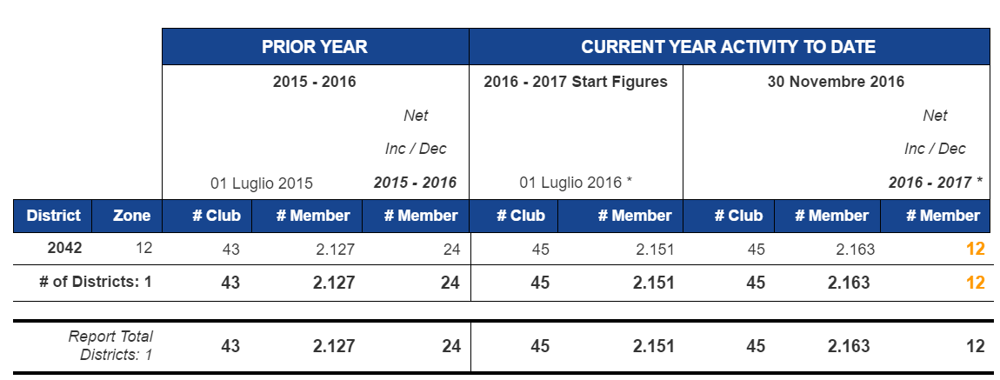 PRIOR YEAR CURRENT YEAR ACTIVITY TO DATE
2015 - 2016 2016 - 2017 Start Figures 30 Novembre 2016
Net Net
Inc / Dec Inc / Dec
01 Luglio 2015 2015 - 2016 01 Luglio 2016 * 2016 - 2017 *
District Zone # Club # Member # Member # Club # Member # Club # Member # Member
2042 12 43 2.127 24 45 2.151 45 2.163 12
# of Districts: 1 43 2.127 24 45 2.151 45 2.163 12
Report Total
Districts: 1 43 2.127 24 45 2.151 45 2.163 12